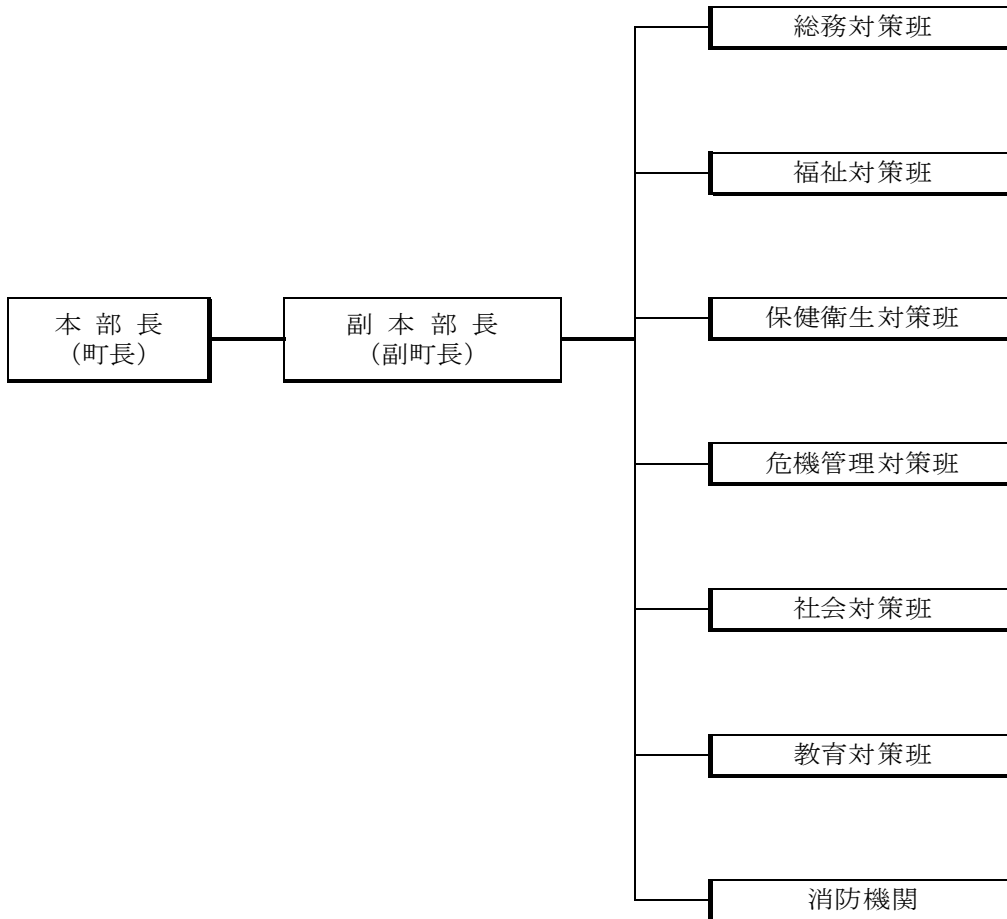 総務対策班
福祉対策班
本 部 長
(町長)
副 本 部 長
(副町長)
保健衛生対策班
危機管理対策班
社会対策班
教育対策班
消防機関